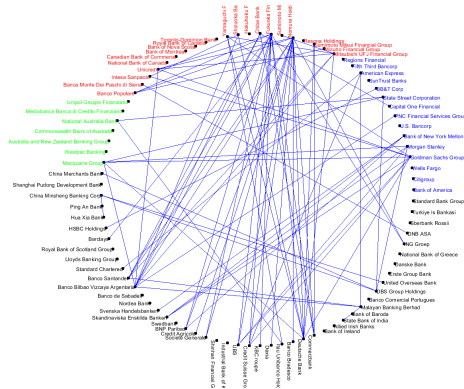 Resona Holdings
Sumitomo Mitsui Financial Group
Mizuho Financial Group
Mitsubishi UFJ Financial Group
Regions Financial
Fifth Third Bancorp
American Express
SunTrust Banks
BB&T Corp
State Street Corporation
Capital One Financial
PNC Financial Services Group
U.S. Bancorp
Bank of New York Mellon
Morgan Stanley
Goldman Sachs Group
Wells Fargo
Citigroup
Bank of America
Standard Bank Group
Turkiye Is Bankasi
Sberbank Rossii
DNB ASA
ING Groep
National Bank of Greece
Danske Bank
Erste Group Bank
United Overseas Bank
DBS Group Holdings
Banco Comercial Portugues
Malayan Banking Berhad
Bank of Baroda
State Bank of India
Allied Irish Banks
Bank of Ireland
Commerzbank
Deutsche Bank
Banco Bradesco
Dexia
KBC Groupe
UBS
Societe Generale
Credit Agricole
BNP Paribas
Swedbank
Skandinaviska Enskilda Banken
Svenska Handelsbanken
Nordea Bank
Banco de Sabadell
Banco Bilbao Vizcaya Argentaria
Banco Santander
Standard Chartered
Lloyds Banking Group
Royal Bank of Scotland Group
Barclays
HSBC Holdings
Hua Xia Bank
Ping An Bank
China Minsheng Banking Corp
Shanghai Pudong Development Bank
China Merchants Bank
Macquarie Group
Westpac Banking
Australia and New Zealand Banking Group
Commonwealth Bank of Australia
National Australia Bank
Mediobanca Banca di Credito Finanziario
Unipol Gruppo Finanziario
Banco Popolare
Banca Monte Dei Paschi di Siena
Intesa Sanpaolo
Unicredit
National Bank of Canada
Canadian Bank of Commerce
Bank of Montreal
Bank of Nova Scotia
Royal Bank of Canada
Toronto-Dominion Bank